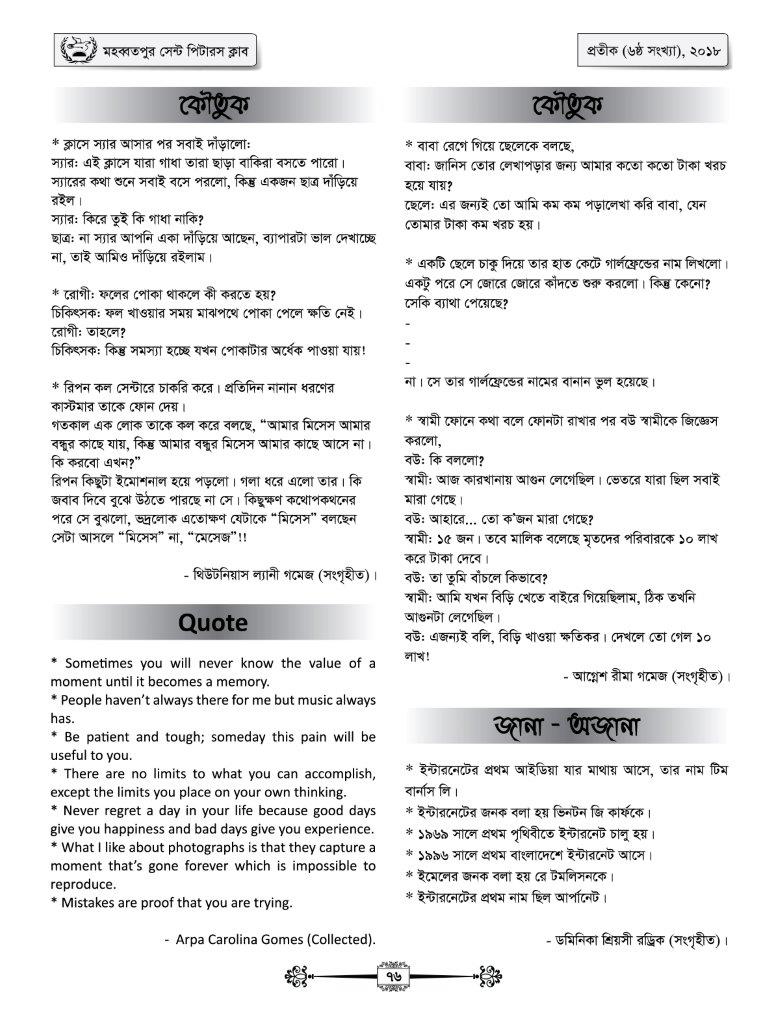 মহব্বতপুর সেন্ট পিটারস ক্লাব
প্রতীক (৬ষ্ঠ সংখ্যা), ২০১৮
কৌতুক
* ক্লাসে স্যার আসার পর সবাই দাঁড়ালো:
স্যার: এই ক্লাসে যারা গাধা তারা ছাড়া বাকিরা বসতে পারো।
স্যারের কথা শুনে সবাই বসে পরলো, কিন্তু একজন ছাত্র দাঁড়িয়ে
রইল।
স্যার: কিরে তুই কি গাধা নাকি?
ছাত্র: না স্যার আপনি একা দাঁড়িয়ে আছেন, ব্যাপারটা ভাল দেখাচ্ছে
না, তাই আমিও দাঁড়িয়ে রইলাম।
* রোগী: ফলের পোকা থাকলে কী করতে হয়?
চিকিৎসক: ফল খাওয়ার সময় মাঝপথে পোকা পেলে ক্ষতি নেই।
রোগী: তাহলে?
চিকিৎসক: কিন্তু সমস্যা হচ্ছে যখন পোকাটার অর্ধেক পাওয়া যায়!
* রিপন কল সেন্টারে চাকরি করে। প্রতিদিন নানান ধরণের
কাস্টমার তাকে ফোন দেয়।
গতকাল এক লোক তাকে কল করে বলছে, “আমার মিসেস আমার
বন্ধুর কাছে যায়, কিন্তু আমার বন্ধুর মিসেস আমার কাছে আসে না।
কি করবো এখন?”
রিপন কিছুটা ইমোশনাল হয়ে পড়লো। গলা ধরে এলো তার। কি
জবাব দিবে বুঝে উঠতে পারছে না সে। কিছুক্ষণ কথোপকথনের
পরে সে বুঝলো, ভদ্রলোক এতোক্ষণ যেটাকে “মিসেস” বলছেন
সেটা আসলে “মিসেস” না, “মেসেজ”!!
- থিউটনিয়াস ল্যানী গমেজ (সংগৃহীত)।
Quote
* Sometimes you will never know the value of a
moment until it becomes a memory.
* People haven’t always there for me but music always
has.
* Be patient and tough; someday this pain will be
useful to you.
* There are no limits to what you can accomplish,
except the limits you place on your own thinking.
* Never regret a day in your life because good days
give you happiness and bad days give you experience.
* What I like about photographs is that they capture a
moment that’s gone forever which is impossible to
reproduce.
* Mistakes are proof that you are trying.
- Arpa Carolina Gomes (Collected).
কৌতুক
* বাবা রেগে গিয়ে ছেলেকে বলছে,
বাবা: জানিস তোর লেখাপড়ার জন্য আমার কতো কতো টাকা খরচ
হয়ে যায়?
ছেলে: এর জন্যই তো আমি কম কম পড়ালেখা করি বাবা, যেন
তোমার টাকা কম খরচ হয়।
* একটি ছেলে চাকু দিয়ে তার হাত কেটে গার্লফ্রেন্ডের নাম লিখলো।
একটু পরে সে জোরে জোরে কাঁদতে শুরু করলো। কিন্তু কেনো?
সেকি ব্যাথা পেয়েছে?
-
-
-
না। সে তার গার্লফ্রেন্ডের নামের বানান ভুল হয়েছে।
* স্বামী ফোনে কথা বলে ফোনটা রাখার পর বউ স্বামীকে জিজ্ঞেস
করলো,
বউ: কি বললো?
স্বামী: আজ কারখানায় আগুন লেগেছিল। ভেতরে যারা ছিল সবাই
মারা গেছে।
বউ: আহারে... তো ক’জন মারা গেছে?
স্বামী: ১৫ জন। তবে মালিক বলেছে মৃতদের পরিবারকে ১০ লাখ
করে টাকা দেবে।
বউ: তা তুমি বাঁচলে কিভাবে?
স্বামী: আমি যখন বিড়ি খেতে বাইরে গিয়েছিলাম, ঠিক তখনি
আগুনটা লেগেছিল।
বউ: এজন্যই বলি, বিড়ি খাওয়া ক্ষতিকর। দেখলে তো গেল ১০
লাখ!
- আগ্নেশ রীমা গমেজ (সংগৃহীত)।
জানা - অজানা
* ইন্টারনেটের প্রথম আইডিয়া যার মাথায় আসে, তার নাম টিম
বার্নাস লি।
* ইন্টারনেটের জনক বলা হয় ভিনটন জি কার্ফকে।
* ১৯৬৯ সালে প্রথম পৃথিবীতে ইন্টারনেট চালু হয়।
* ১৯৯৬ সালে প্রথম বাংলাদেশে ইন্টারনেট আসে।
* ইমেলের জনক বলা হয় রে টমলিসনকে।
* ইন্টারনেটের প্রথম নাম ছিল আর্পানেট।
- ডমিনিকা শ্রিয়সী রড্রিক (সংগৃহীত)।
৭৬